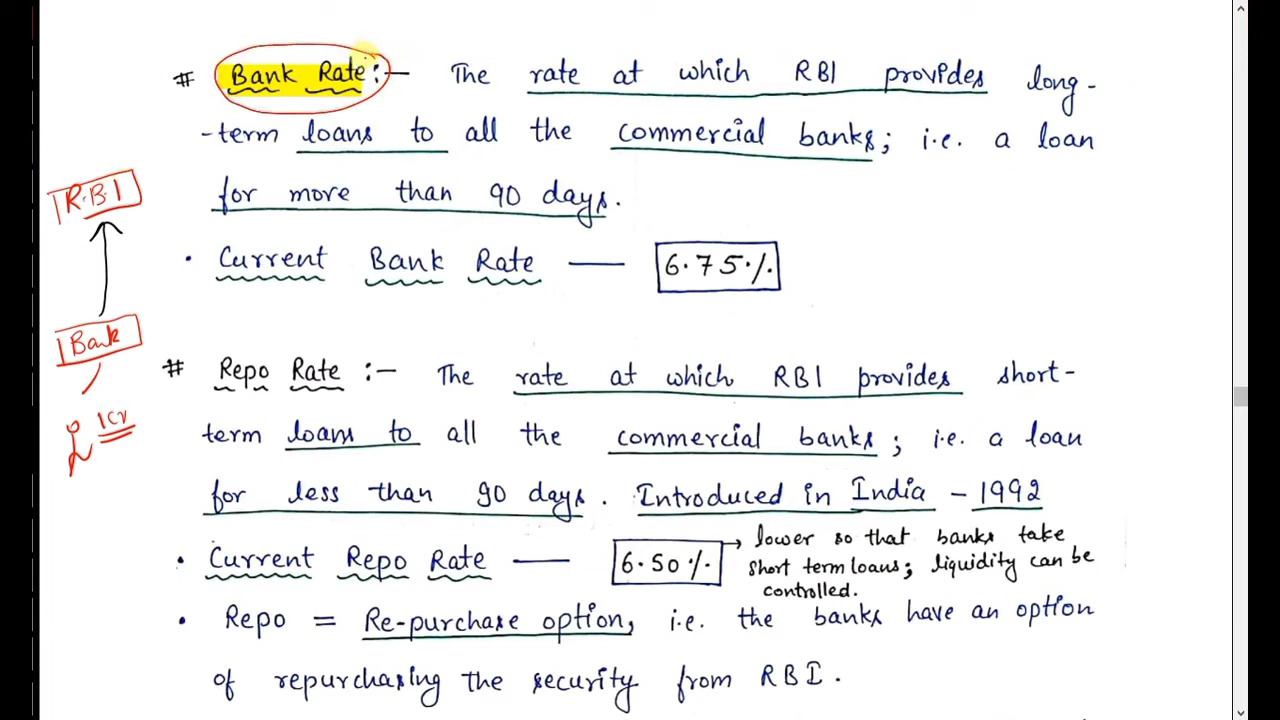 # Bank Rate :- The rate at which RBI provides long-
-term loans to all the commercial banks; i.e. a loan
for more than 90 days.
• Current Bank Rate — 6.75%
R.B.I
Bank
1Cr
# Repo Rate :- The rate at which RBI provides short-
term loans to all the commercial banks; i.e. a loan
for less than 90 days. Introduced in India - 1992
• Current Repo Rate — 6.50% → lower so that banks take
short term loans; liquidity can be
controlled.
• Repo = Re-purchase option, i.e. the banks have an option
of repurchasing the security from RBI.